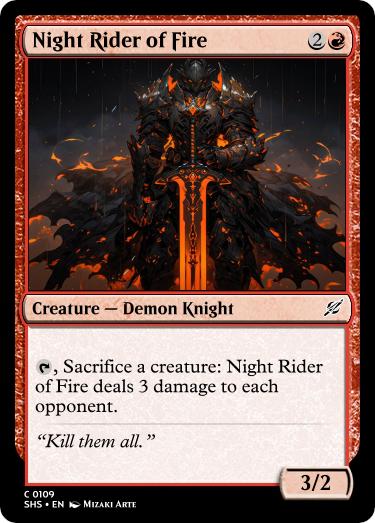 Night Rider of Fire 2
Creature — Demon Knight
, Sacrifice a creature: Night Rider
of Fire deals 3 damage to each
opponent.
“Kill them all.”
3/2
C 0109
SHS • EN Mizaki Arte